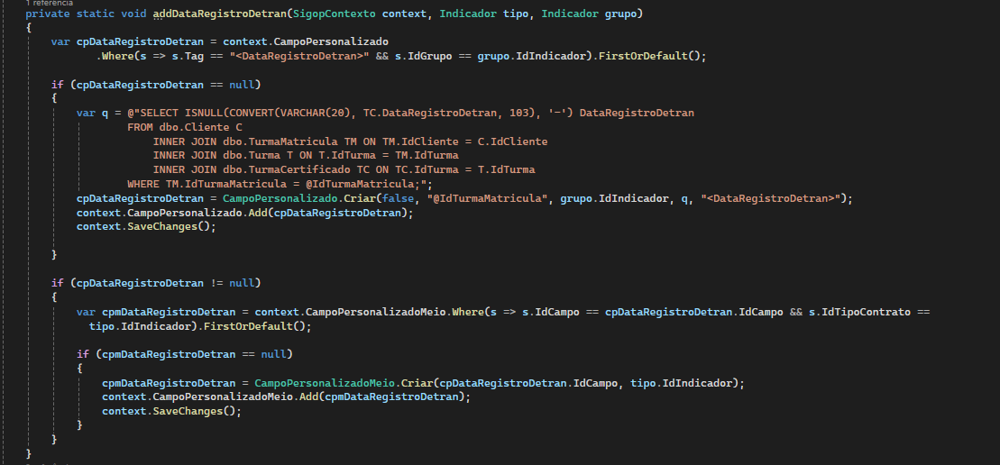 1 referência
private static void addDataRegistroDetran(SigopContexto context, Indicador tipo, Indicador grupo)
{
var cpDataRegistroDetran = context.CampoPersonalizado
.Where(s => s.Tag == "<DataRegistroDetran>" && s.IdGrupo == grupo.IdIndicador).FirstOrDefault();
if (cpDataRegistroDetran == null)
{
var q = @"SELECT ISNULL(CONVERT(VARCHAR(20), TC.DataRegistroDetran, 103), '-') DataRegistroDetran
FROM dbo.Cliente C
INNER JOIN dbo.TurmaMatricula TM ON TM.IdCliente = C.IdCliente
INNER JOIN dbo.Turma T ON T.IdTurma = TM.IdTurma
INNER JOIN dbo.TurmaCertificado TC ON TC.IdTurma = T.IdTurma
WHERE TM.IdTurmaMatricula = @IdTurmaMatricula;";
cpDataRegistroDetran = CampoPersonalizado.Criar(false, "@IdTurmaMatricula", grupo.IdIndicador, q, "<DataRegistroDetran>");
context.CampoPersonalizado.Add(cpDataRegistroDetran);
context.SaveChanges();
}
if (cpDataRegistroDetran != null)
{
var cpmDataRegistroDetran = context.CampoPersonalizadoMeio.Where(s => s.IdCampo == cpDataRegistroDetran.IdCampo && s.IdTipoContrato ==
tipo.IdIndicador).FirstOrDefault();
if (cpmDataRegistroDetran == null)
{
cpmDataRegistroDetran = CampoPersonalizadoMeio.Criar(cpDataRegistroDetran.IdCampo, tipo.IdIndicador);
context.CampoPersonalizadoMeio.Add(cpmDataRegistroDetran);
context.SaveChanges();
}
}
}